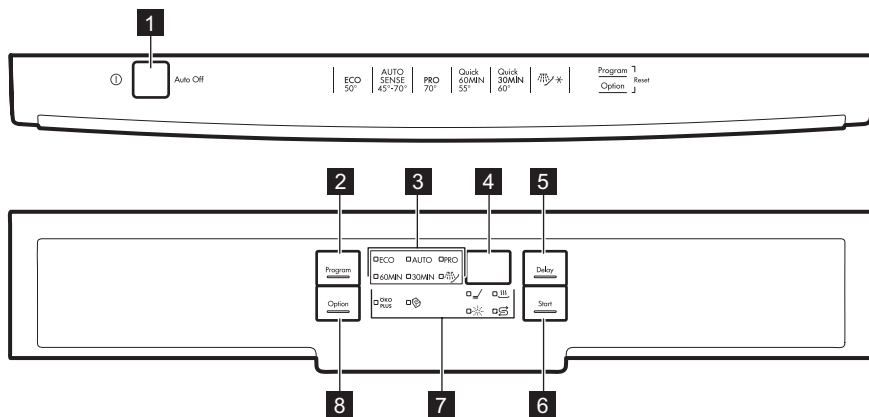 1
Auto Off
ECO
50°
AUTO
SENSE
45°-70°
PRO
70°
Quick
60MIN
55°
Quick
30MIN
60°
Program
Option
Reset
2
3
4
5
Program
ECO AUTO PRO
60MIN 30MIN
Delay
Option
ÖKO
PLUS
Start
8
7
6